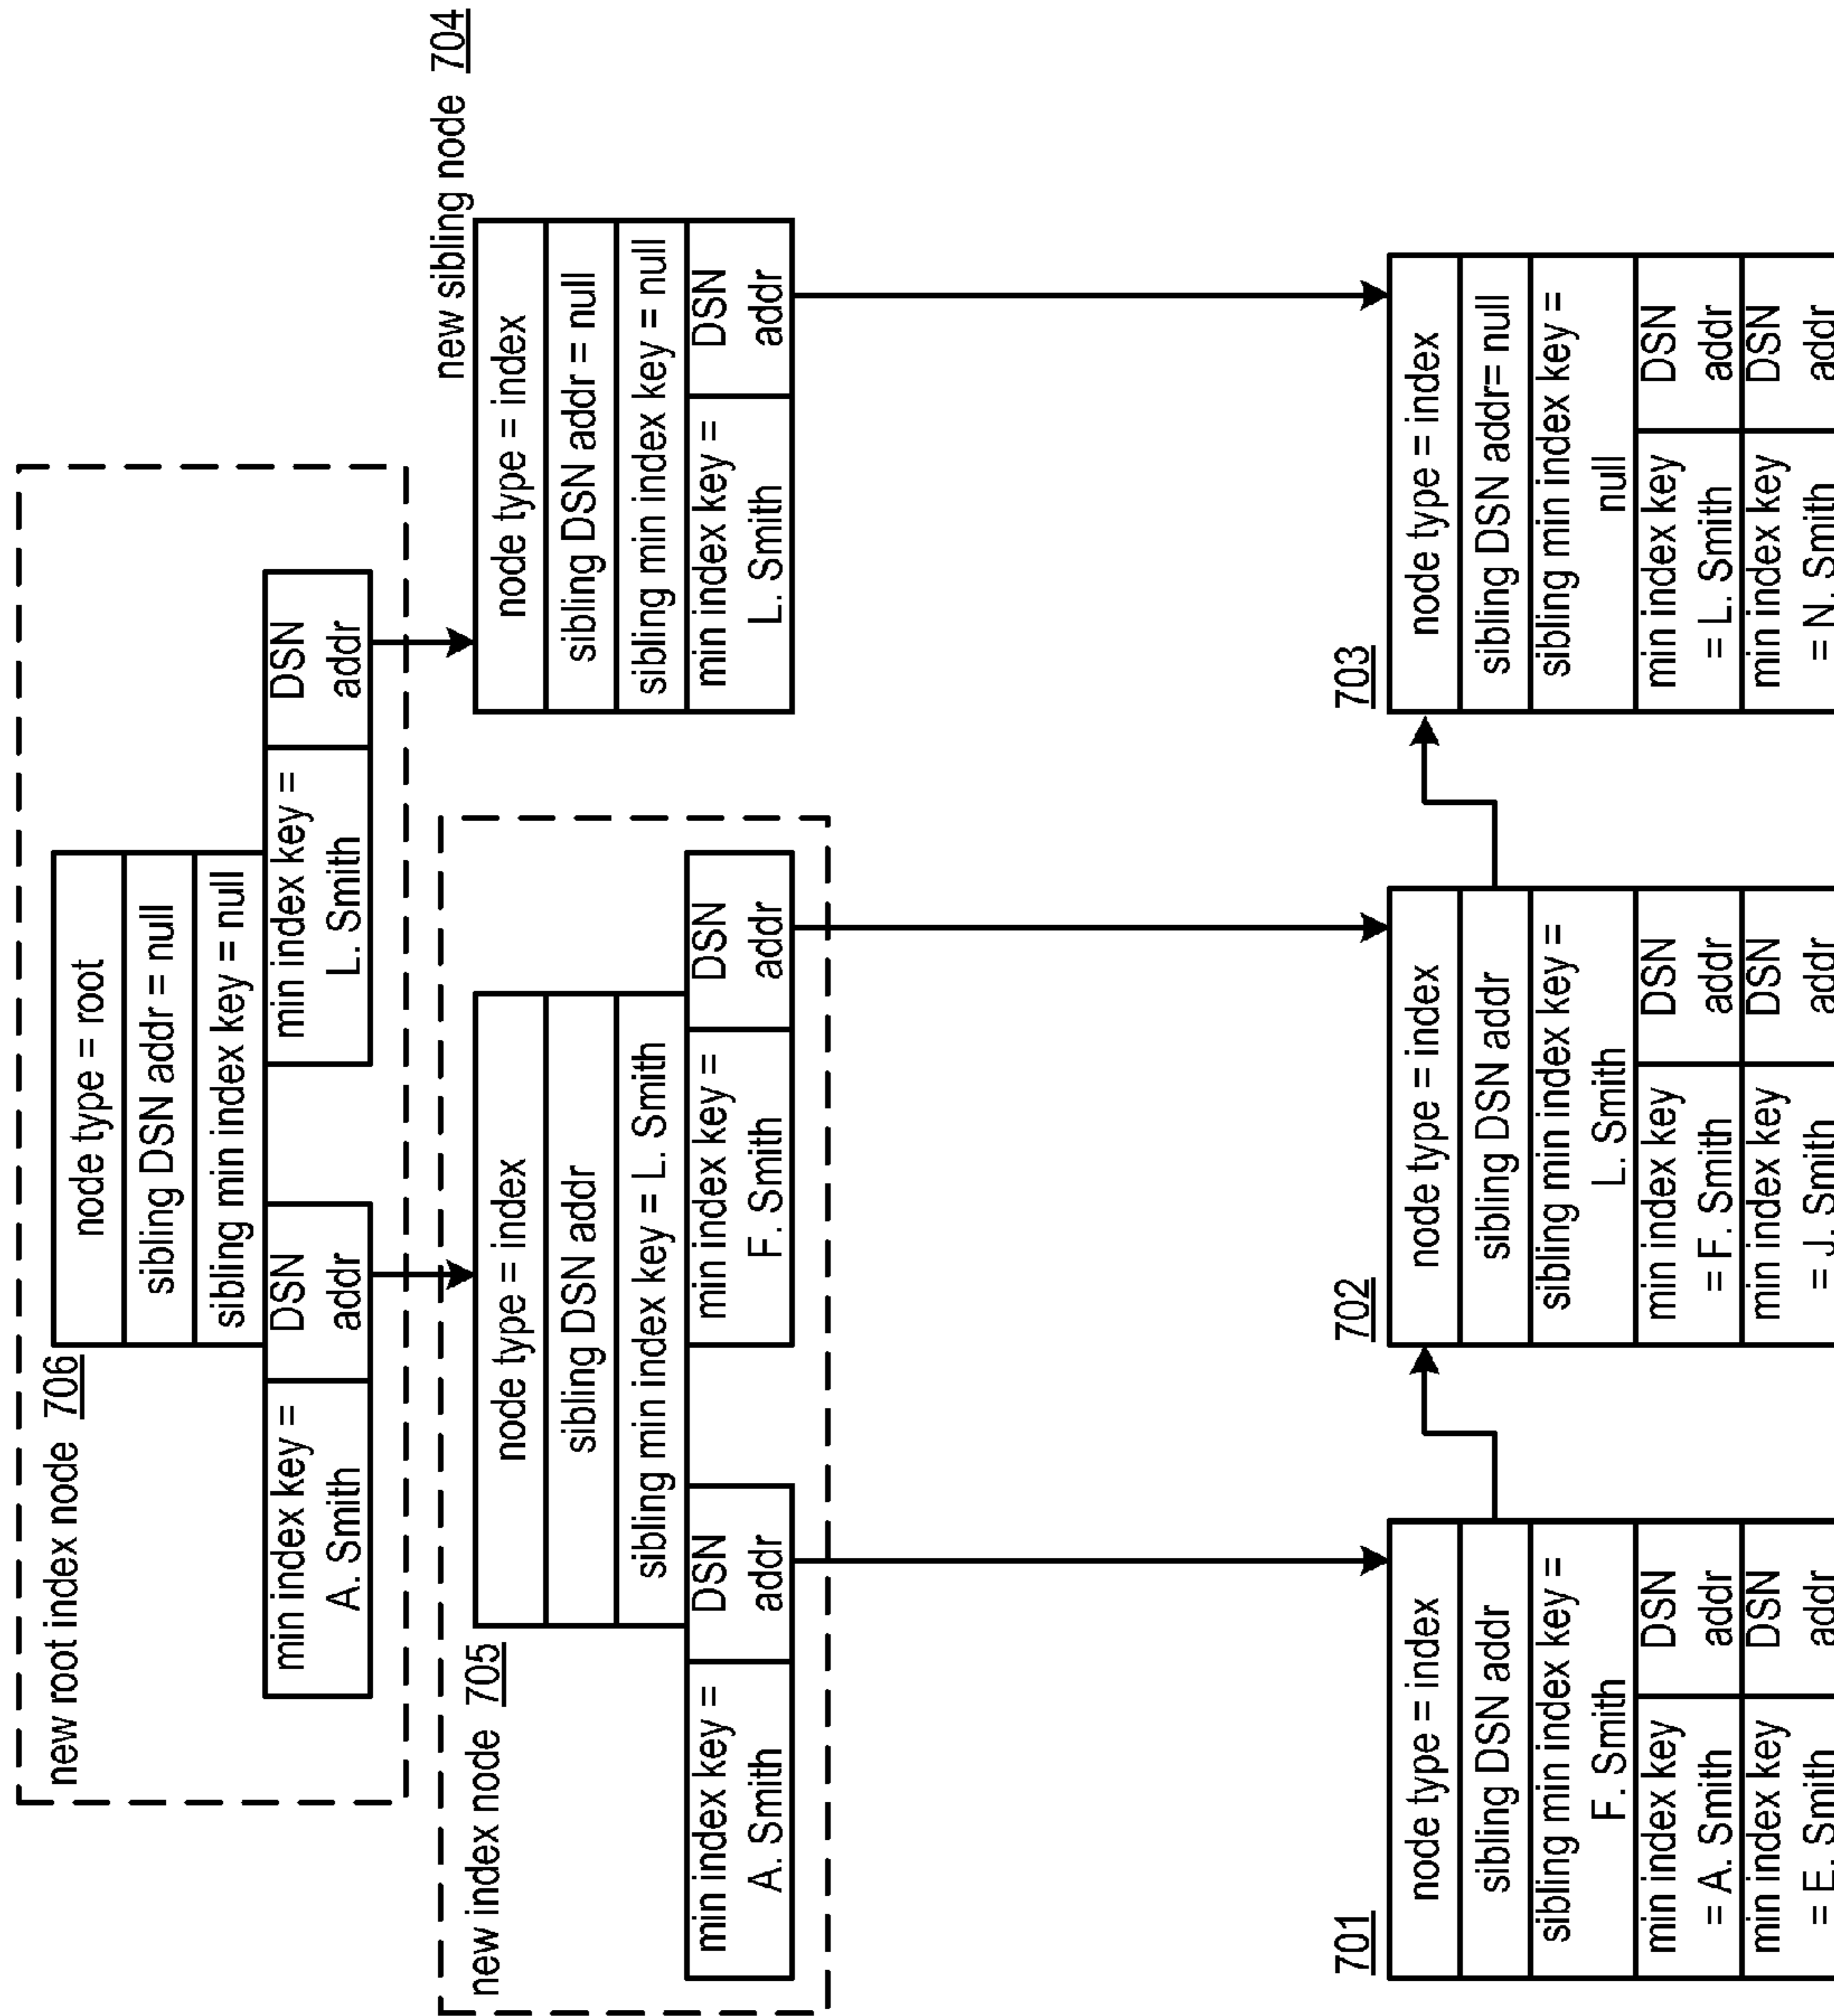 new root index node 706
node type = root
sibling DSN addr = null
sibling min index key = null
min index key =
A. Smith
DSN
addr
min index key =
L. Smith
DSN
addr
new index node 705
node type = index
sibling DSN addr
sibling min index key = L. Smith
min index key =
A. Smith
DSN
addr
min index key =
F. Smith
DSN
addr
new sibling node 704
node type = index
sibling DSN addr = null
sibling min index key = null
min index key =
L. Smith
DSN
addr
701
node type = index
sibling DSN addr
sibling min index key =
F. Smith
min index key
= A. Smith
DSN
addr
min index key
= E. Smith
DSN
addr
702
node type = index
sibling DSN addr
sibling min index key =
L. Smith
min index key
= F. Smith
DSN
addr
min index key
= J. Smith
DSN
addr
703
node type = index
sibling DSN addr= null
sibling min index key =
null
min index key
= L. Smith
DSN
addr
min index key
= N. Smith
DSN
addr